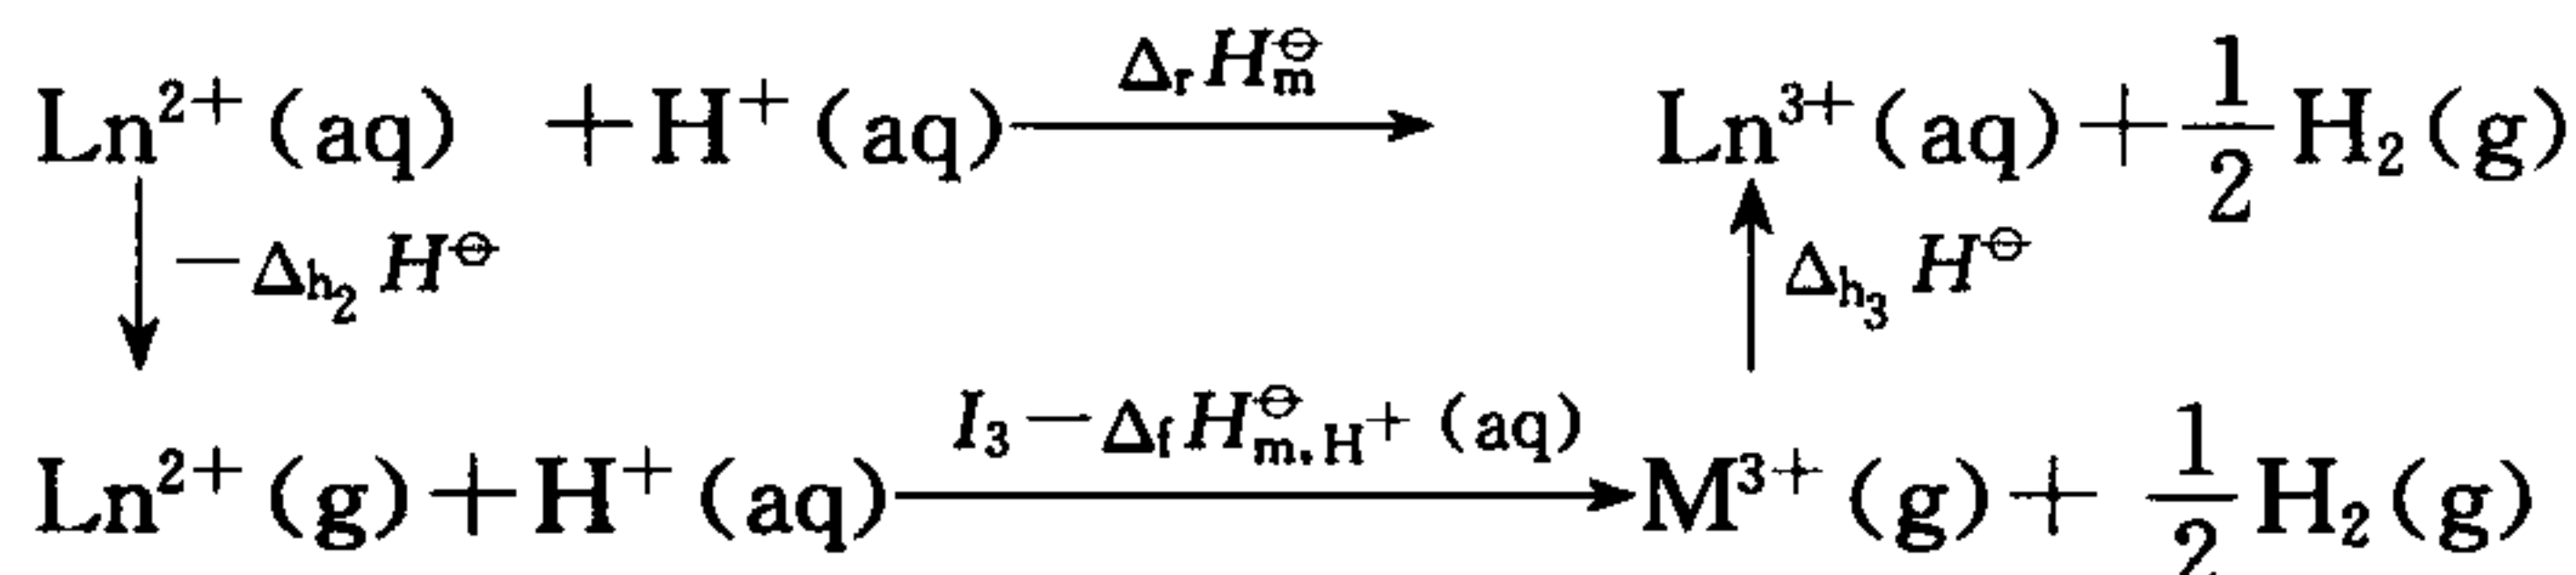 Δ_r H_m^⊖
Ln²⁺(aq) +H⁺(aq) → Ln³⁺(aq)+ 1/2 H₂(g)
−Δ_{h₂} H^⊖ Δ_{h₃} H^⊖
I₃−Δ_f H^⊖_{m,H⁺(aq)}
Ln²⁺(g)+H⁺(aq) → M³⁺(g)+ 1/2 H₂(g)